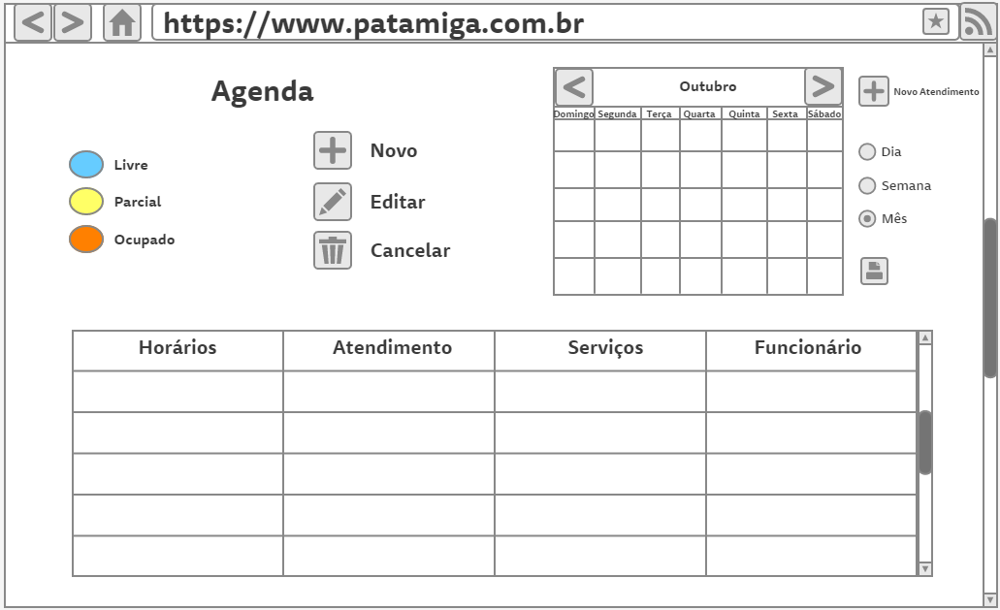 https://www.patamiga.com.br
Agenda
Livre
Parcial
Ocupado
Novo
Editar
Cancelar
Outubro
Domingo Segunda Terça Quarta Quinta Sexta Sábado
Novo Atendimento
Dia
Semana
Mês
Horários Atendimento Serviços Funcionário